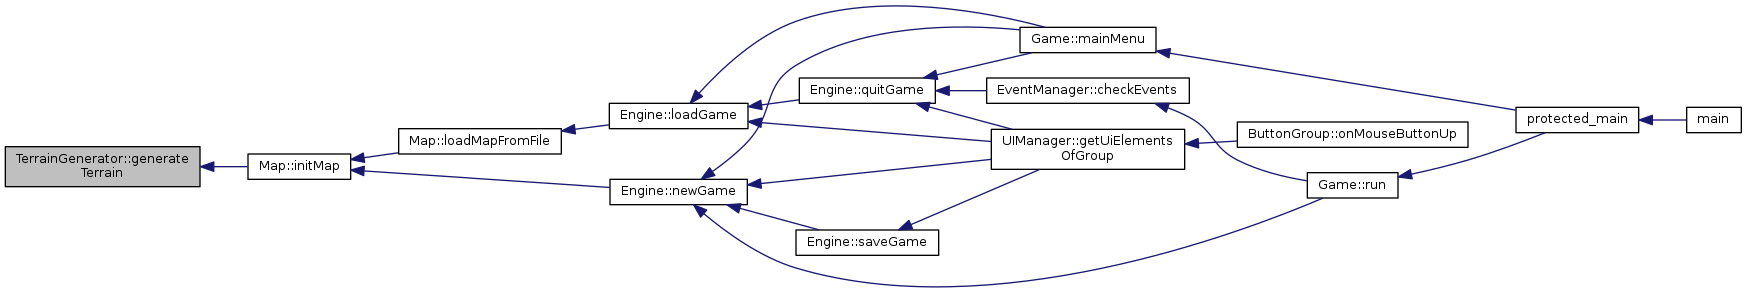 TerrainGenerator::generate
Terrain
Map::initMap
Map::loadMapFromFile
Engine::loadGame
Engine::newGame
Engine::quitGame
Engine::saveGame
Game::mainMenu
EventManager::checkEvents
UIManager::getUiElements
OfGroup
ButtonGroup::onMouseButtonUp
Game::run
protected_main
main